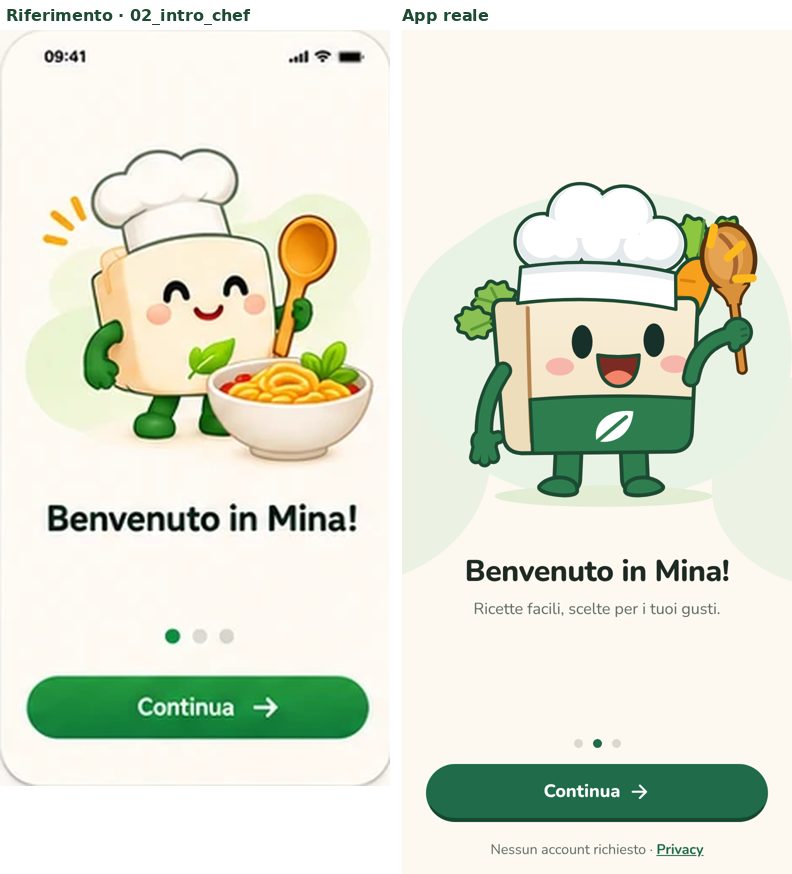 Riferimento · 02_intro_chef
09:41
Benvenuto in Mina!
Continua →
App reale
Benvenuto in Mina!
Ricette facili, scelte per i tuoi gusti.
Continua →
Nessun account richiesto · Privacy